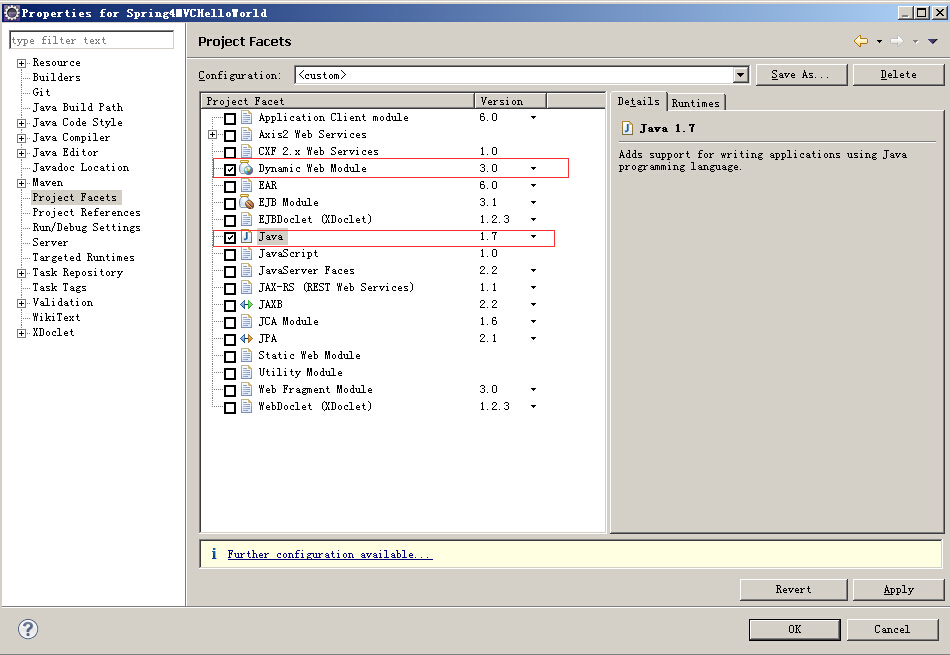 Properties for Spring4MVCHelloWorld
type filter text
Resource
Builders
Git
Java Build Path
Java Code Style
Java Compiler
Java Editor
Javadoc Location
Maven
Project Facets
Project References
Run/Debug Settings
Server
Targeted Runtimes
Task Repository
Task Tags
Validation
WikiText
XDoclet
Project Facets
Configuration: <custom> Save As... Delete
Project Facet Version
Application Client module 6.0
Axis2 Web Services
CXF 2.x Web Services 1.0
Dynamic Web Module 3.0
EAR 6.0
EJB Module 3.1
EJBDoclet (XDoclet) 1.2.3
Java 1.7
JavaScript 1.0
JavaServer Faces 2.2
JAX-RS (REST Web Services) 1.1
JAXB 2.2
JCA Module 1.6
JPA 2.1
Static Web Module
Utility Module
Web Fragment Module 3.0
WebDoclet (XDoclet) 1.2.3
Details Runtimes
Java 1.7
Adds support for writing applications using Java
programming language.
Further configuration available...
Revert Apply
OK Cancel